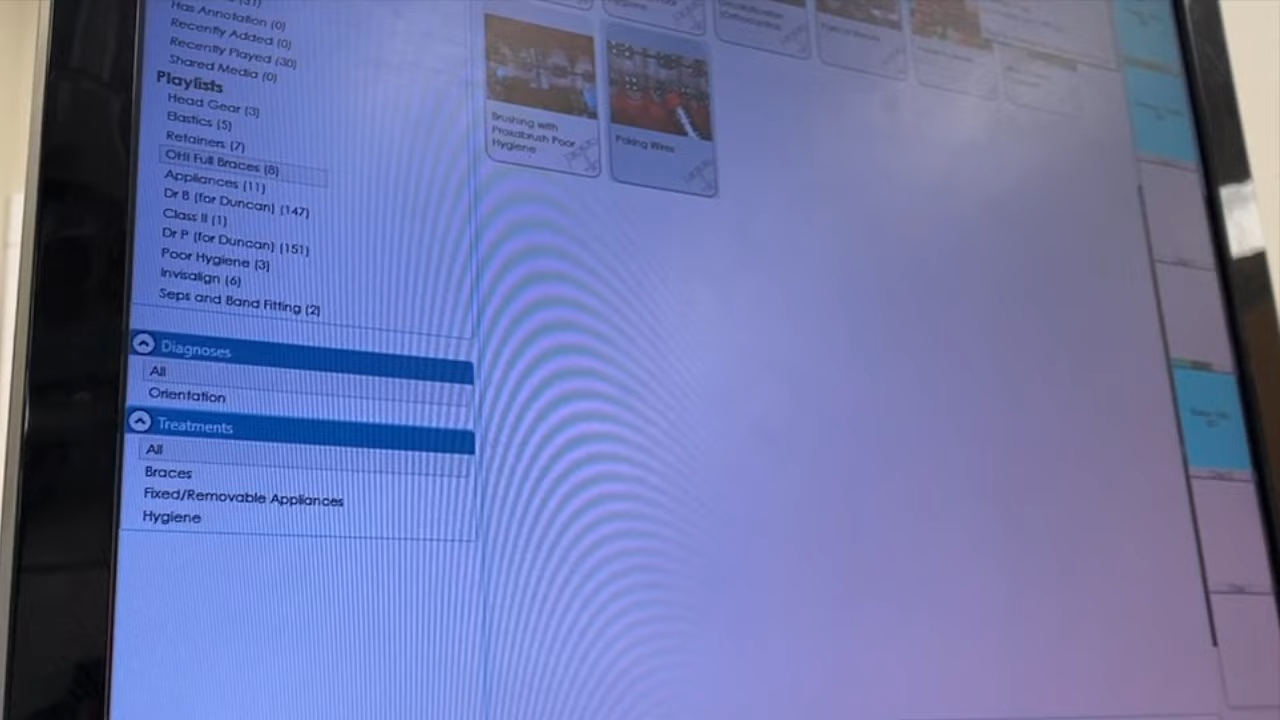 Has Annotation (0)
Recently Added (0)
Recently Played (30)
Shared Media (0)
Playlists
Head Gear (3)
Elastics (5)
Retainers (7)
OHI Full Braces (8)
Appliances (11)
Dr B (for Duncan) (147)
Class II (1)
Dr P (for Duncan) (151)
Poor Hygiene (3)
Invisalign (6)
Seps and Band Fitting (2)
Diagnoses
All
Orientation
Treatments
All
Braces
Fixed/Removable Appliances
Hygiene
Brushing with
Proxabrush Poor
Hygiene
Poking Wires